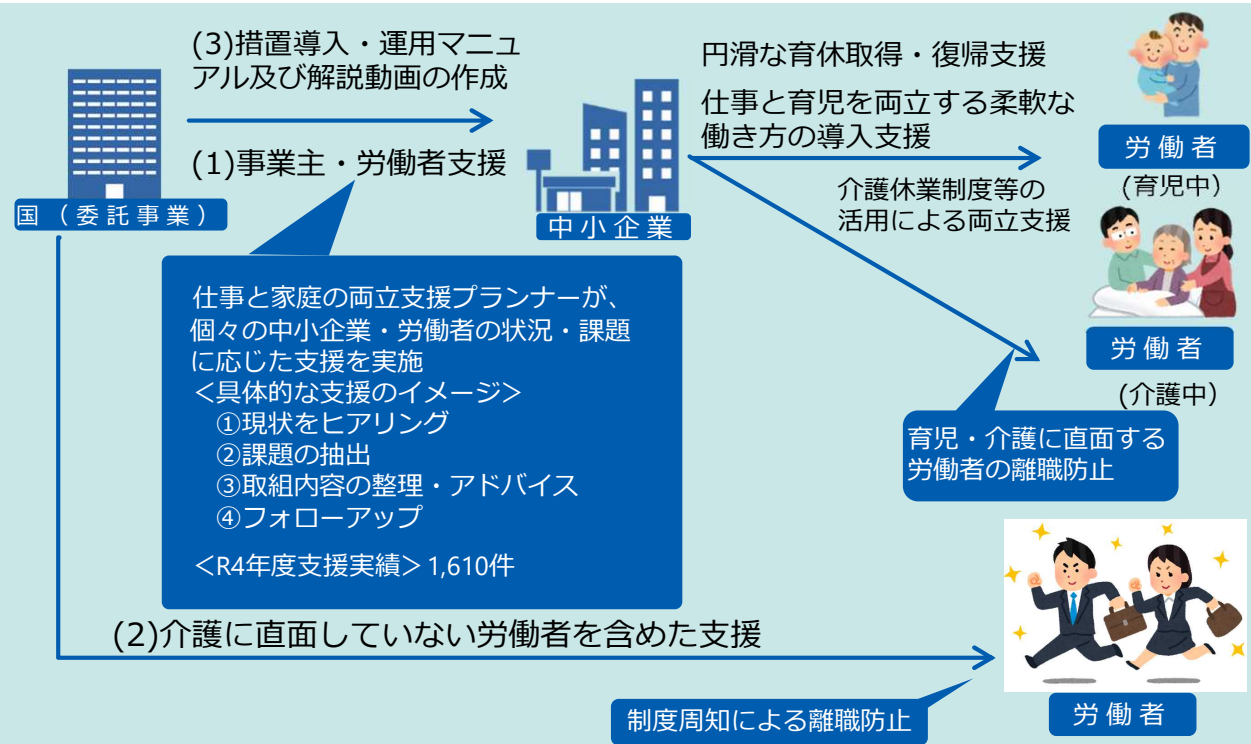 (3)措置導入・運用マニュ
アル及び解説動画の作成
(1)事業主・労働者支援
国（委託事業）
中小企業
円滑な育休取得・復帰支援
仕事と育児を両立する柔軟な
働き方の導入支援
介護休業制度等の
活用による両立支援
労働者
(育児中)
労働者
(介護中)
仕事と家庭の両立支援プランナーが、
個々の中小企業・労働者の状況・課題
に応じた支援を実施
＜具体的な支援のイメージ＞
①現状をヒアリング
②課題の抽出
③取組内容の整理・アドバイス
④フォローアップ
＜R4年度支援実績＞1,610件
育児・介護に直面する
労働者の離職防止
(2)介護に直面していない労働者を含めた支援
制度周知による離職防止
労働者